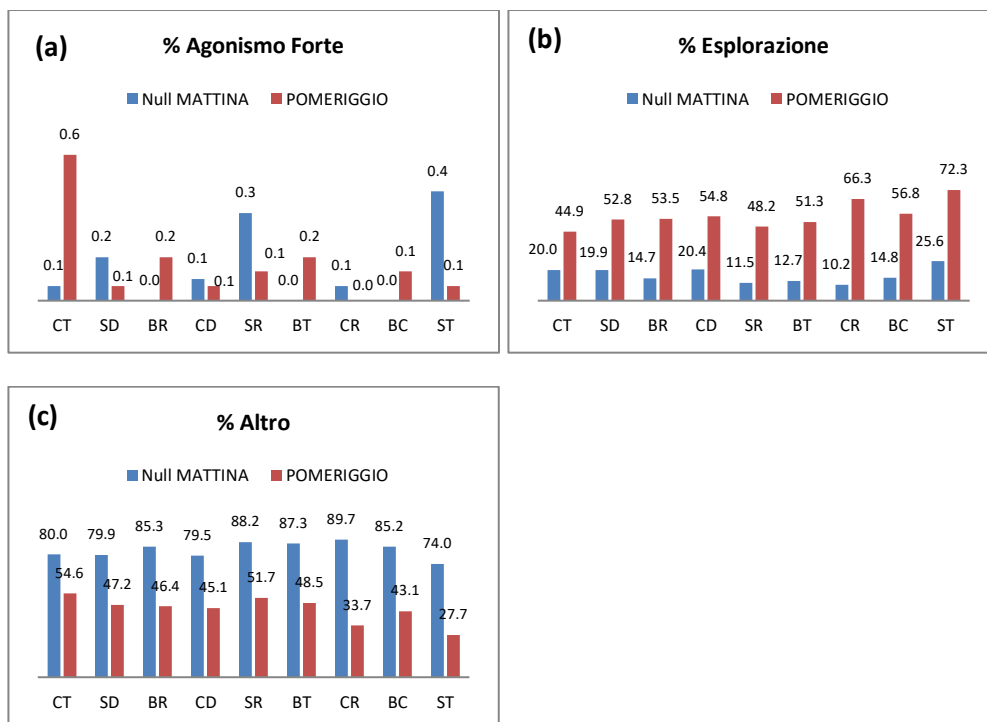 (a)
% Agonismo Forte
Null MATTINA POMERIGGIO
0.1 0.6 0.2 0.1 0.0 0.2 0.1 0.1 0.3 0.1 0.0 0.2 0.1 0.0 0.0 0.1 0.4 0.1
CT SD BR CD SR BT CR BC ST
(b)
% Esplorazione
Null MATTINA POMERIGGIO
20.0 44.9 19.9 52.8 14.7 53.5 20.4 54.8 11.5 48.2 12.7 51.3 10.2 66.3 14.8 56.8 25.6 72.3
CT SD BR CD SR BT CR BC ST
(c)
% Altro
Null MATTINA POMERIGGIO
80.0 54.6 79.9 47.2 85.3 46.4 79.5 45.1 88.2 51.7 87.3 48.5 89.7 33.7 85.2 43.1 74.0 27.7
CT SD BR CD SR BT CR BC ST